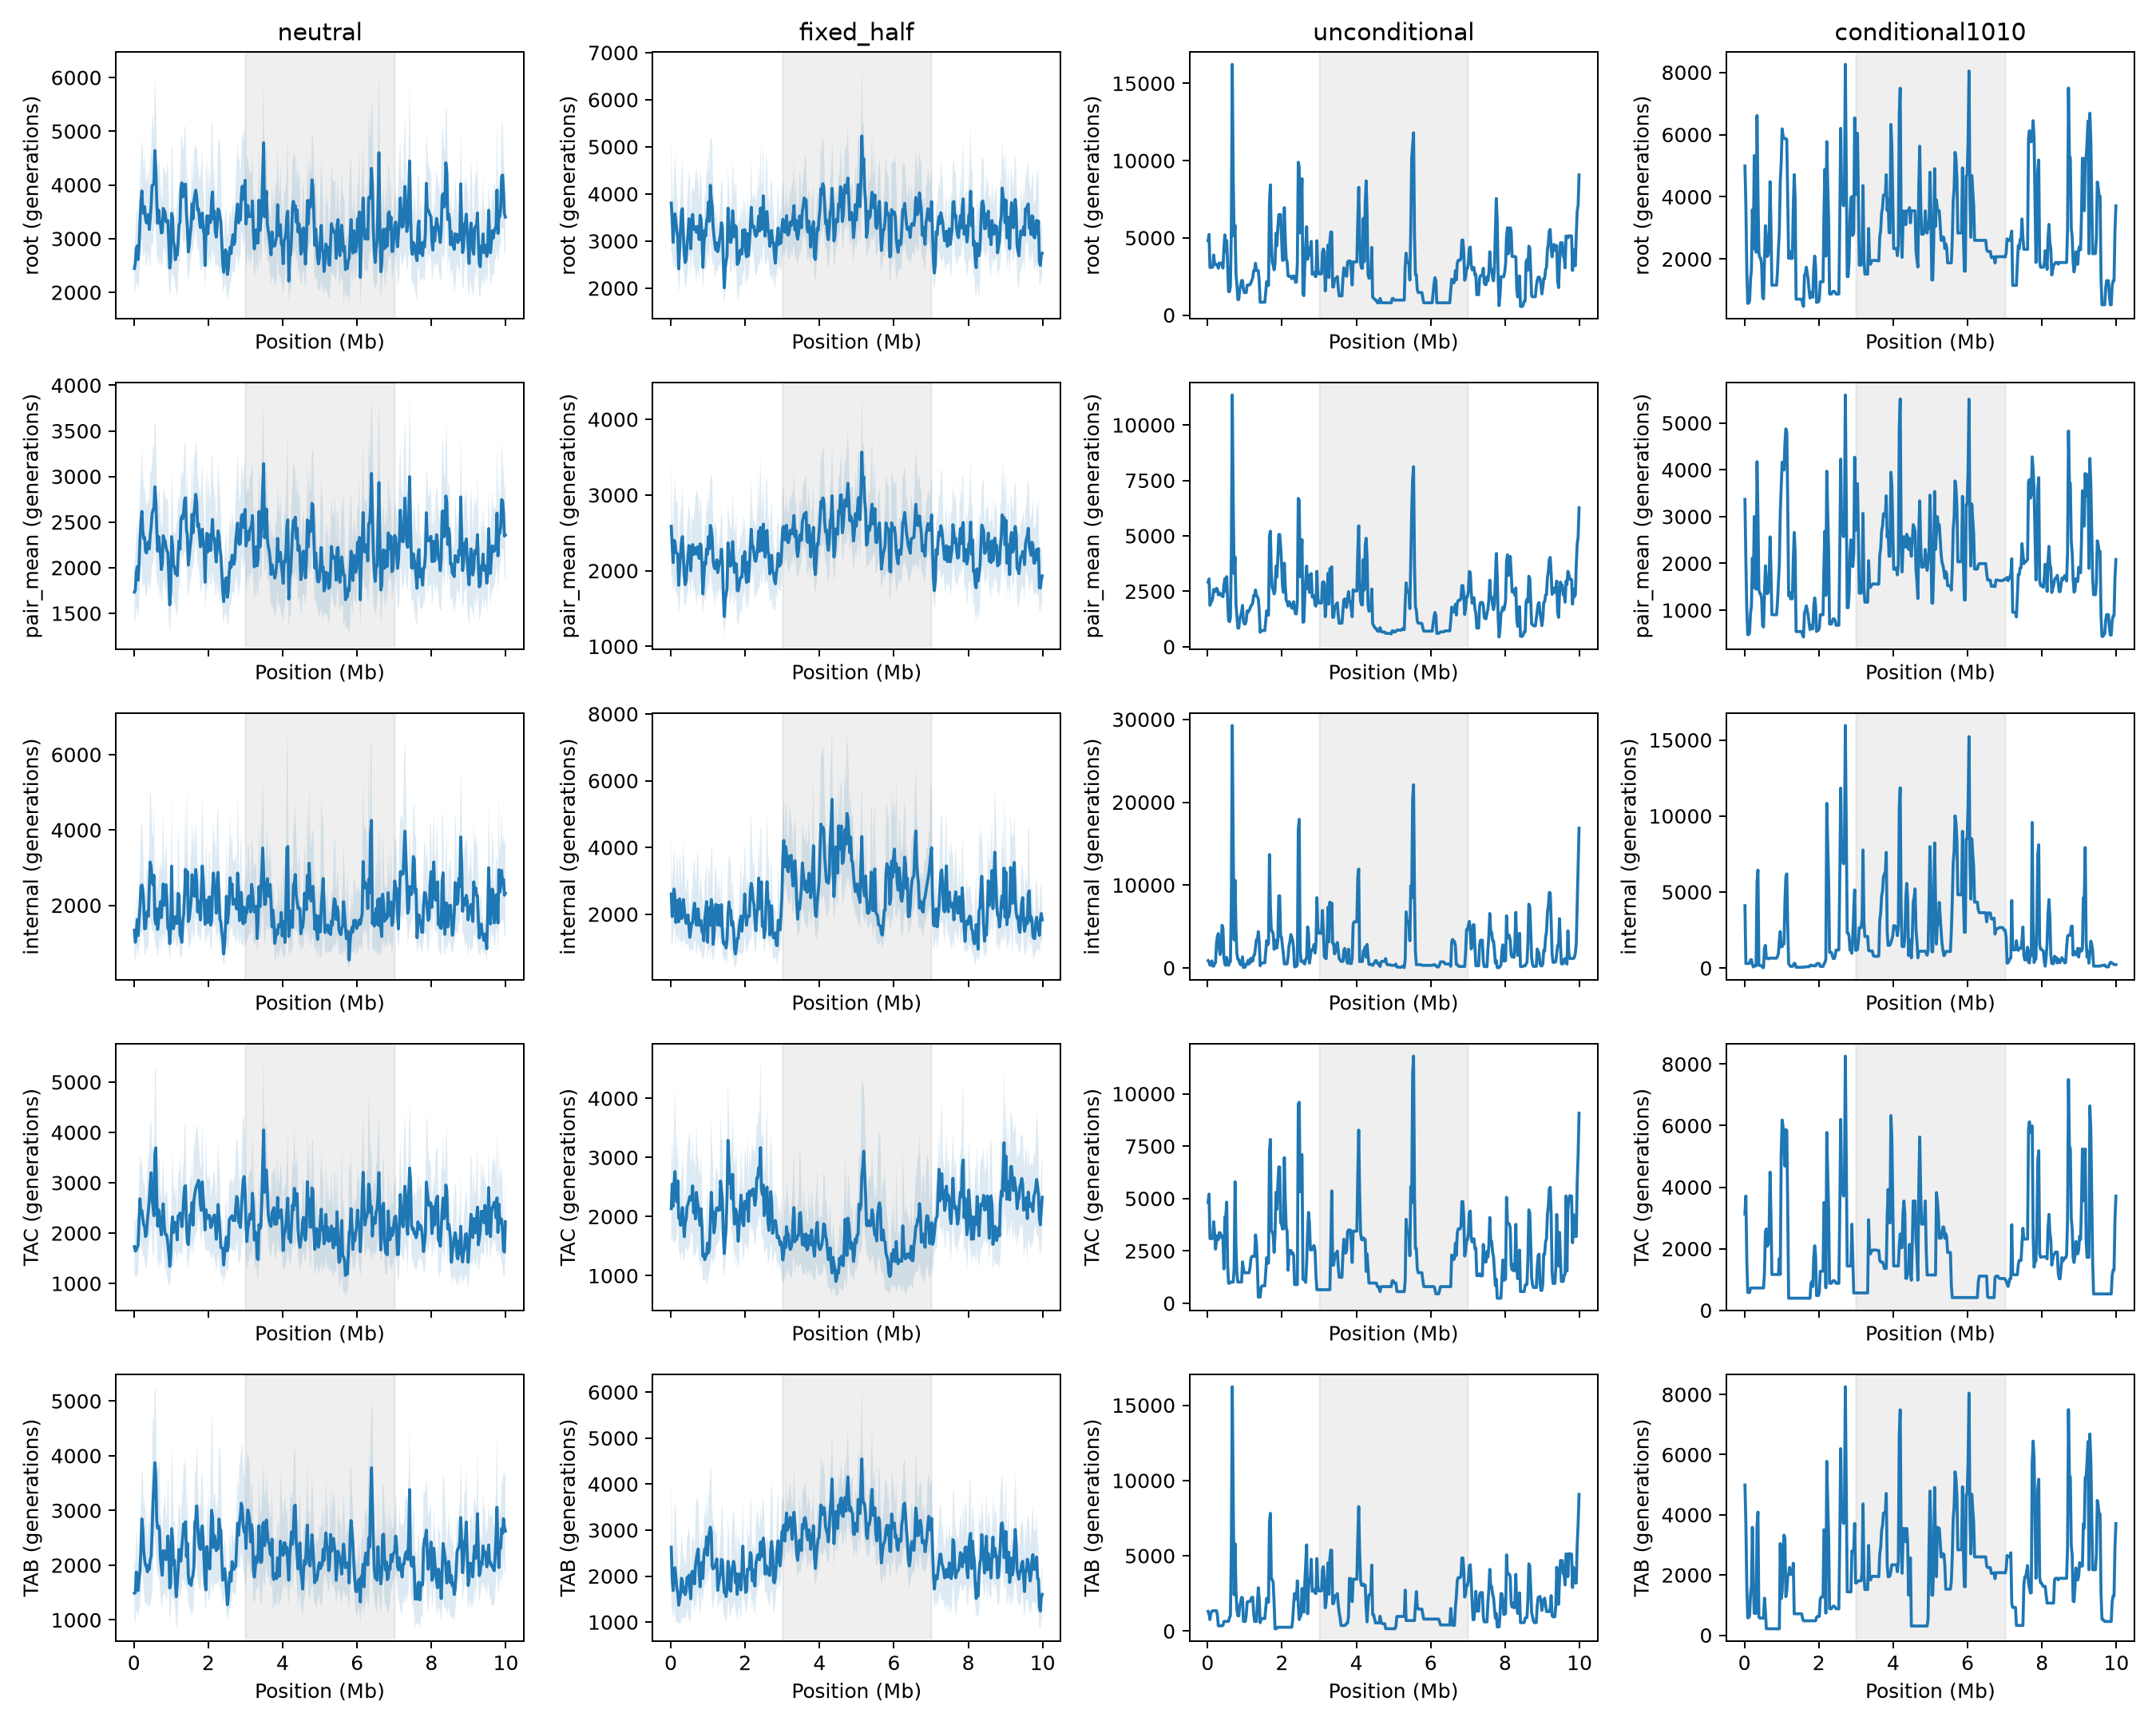 neutral fixed_half unconditional conditional1010
root (generations) 6000 5000 4000 3000 2000 Position (Mb)
root (generations) 7000 6000 5000 4000 3000 2000 Position (Mb)
root (generations) 15000 10000 5000 0 Position (Mb)
root (generations) 8000 6000 4000 2000 Position (Mb)
pair_mean (generations) 4000 3500 3000 2500 2000 1500 Position (Mb)
pair_mean (generations) 4000 3000 2000 1000 Position (Mb)
pair_mean (generations) 10000 7500 5000 2500 0 Position (Mb)
pair_mean (generations) 5000 4000 3000 2000 1000 Position (Mb)
internal (generations) 6000 4000 2000 Position (Mb)
internal (generations) 8000 6000 4000 2000 Position (Mb)
internal (generations) 30000 20000 10000 0 Position (Mb)
internal (generations) 15000 10000 5000 0 Position (Mb)
TAC (generations) 5000 4000 3000 2000 1000 Position (Mb)
TAC (generations) 4000 3000 2000 1000 Position (Mb)
TAC (generations) 10000 7500 5000 2500 0 Position (Mb)
TAC (generations) 8000 6000 4000 2000 0 Position (Mb)
TAB (generations) 5000 4000 3000 2000 1000 0 2 4 6 8 10 Position (Mb)
TAB (generations) 6000 5000 4000 3000 2000 1000 0 2 4 6 8 10 Position (Mb)
TAB (generations) 15000 10000 5000 0 0 2 4 6 8 10 Position (Mb)
TAB (generations) 8000 6000 4000 2000 0 0 2 4 6 8 10 Position (Mb)